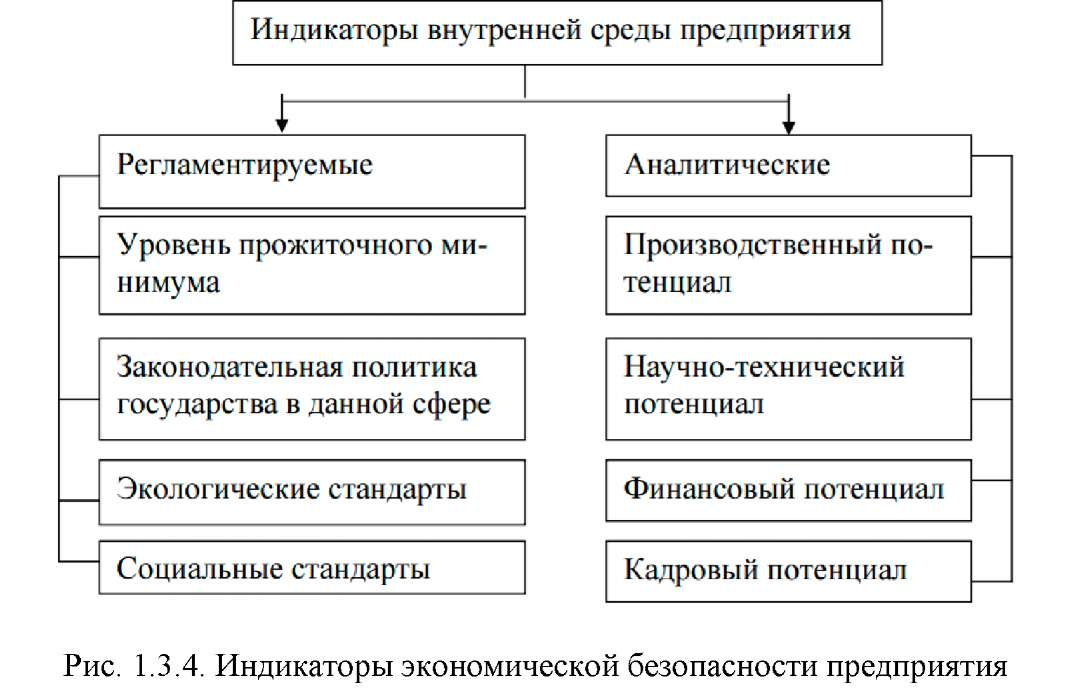 Индикаторы внутренней среды предприятия
Регламентируемые
Уровень прожиточного ми-
нимума
Законодательная политика
государства в данной сфере
Экологические стандарты
Социальные стандарты
Аналитические
Производственный по-
тенциал
Научно-технический
потенциал
Финансовый потенциал
Кадровый потенциал
Рис. 1.3.4. Индикаторы экономической безопасности предприятия